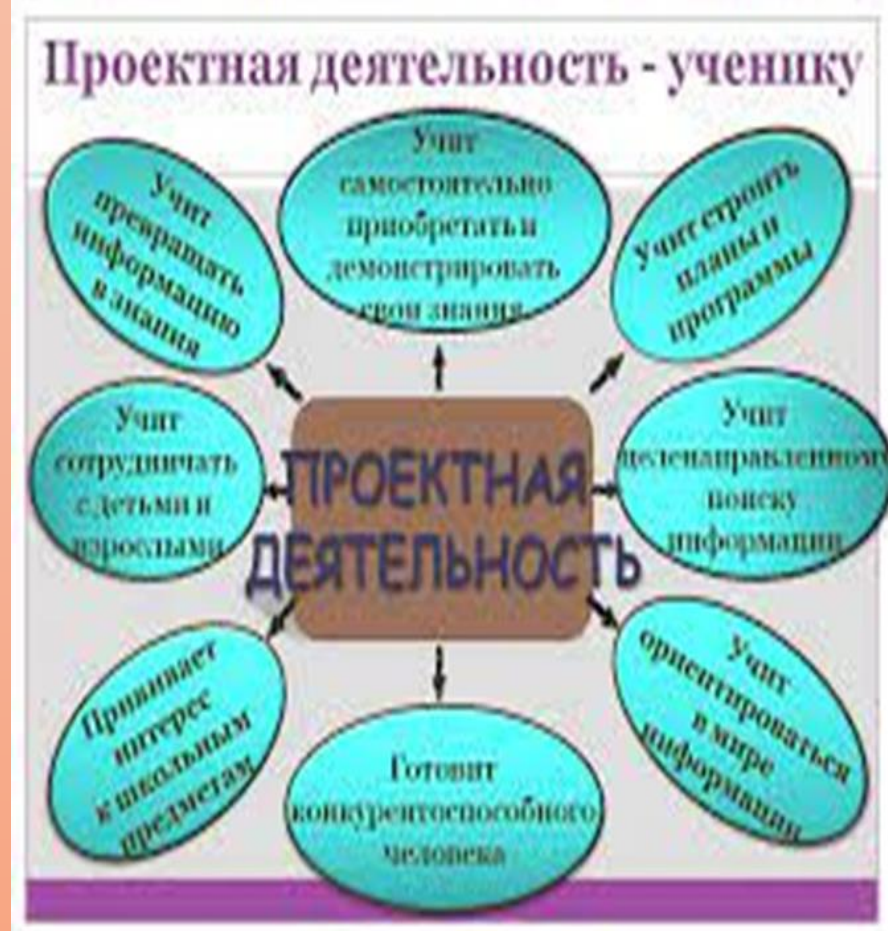 Проектная деятельность - ученику
Учит
превращать
информацию
в знания
Учит
самостоятельно
приобретать и
демонстрировать
свои знания
Учит строить
планы и
программы
Учит
сотрудничать
с детьми и
взрослыми
ПРОЕКТНАЯ
ДЕЯТЕЛЬНОСТЬ
Учит
целенаправленному
поиску
информации
Прививает
интерес
к школьным
предметам
Готовит
конкурентоспособного
человека
Учит
ориентироваться
в мире
информации